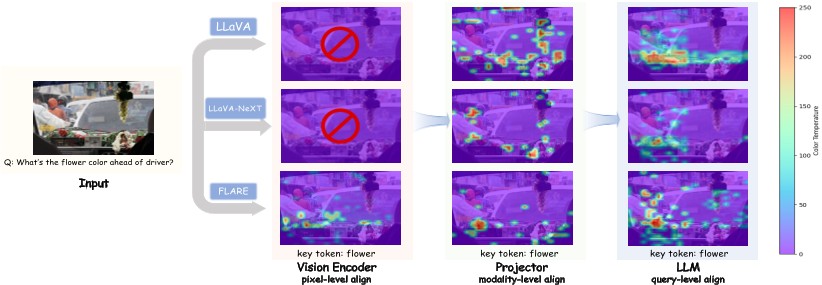 LLaVA
LLaVA-NeXT
FLARE
Q: What's the flower color ahead of driver?
Input
key token: flower
Vision Encoder
pixel-level align
key token: flower
Projector
modality-level align
key token: flower
LLM
query-level align
250
200
150
100
50
0
Color Temperature